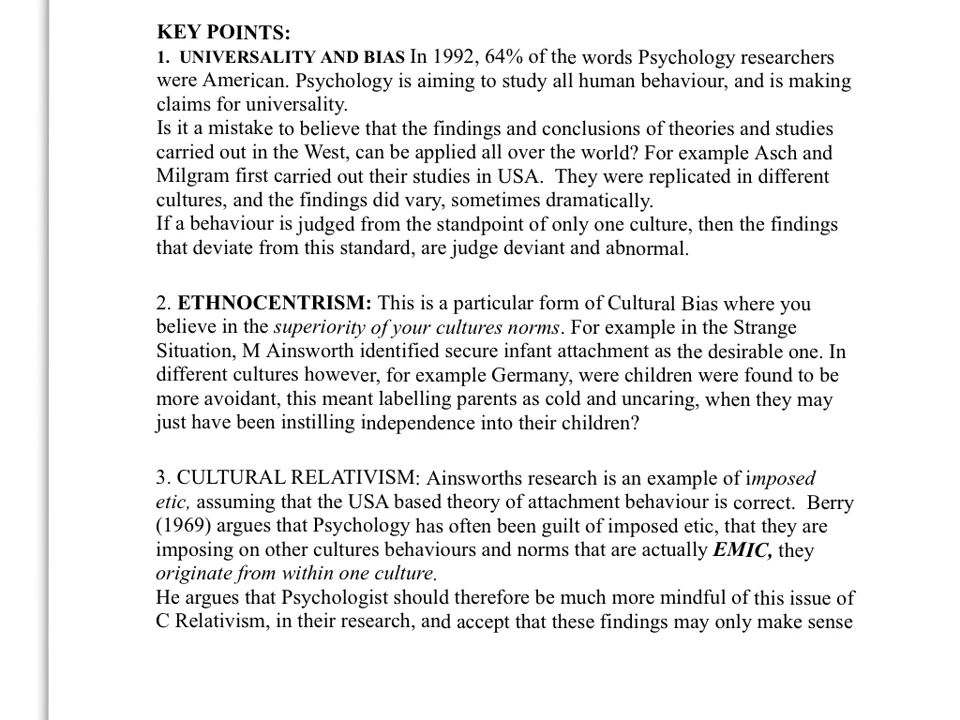 KEY POINTS:
1. UNIVERSALITY AND BIAS In 1992, 64% of the words Psychology researchers
were American. Psychology is aiming to study all human behaviour, and is making
claims for universality.
Is it a mistake to believe that the findings and conclusions of theories and studies
carried out in the West, can be applied all over the world? For example Asch and
Milgram first carried out their studies in USA. They were replicated in different
cultures, and the findings did vary, sometimes dramatically.
If a behaviour is judged from the standpoint of only one culture, then the findings
that deviate from this standard, are judge deviant and abnormal.
2. ETHNOCENTRISM: This is a particular form of Cultural Bias where you
believe in the superiority of your cultures norms. For example in the Strange
Situation, M Ainsworth identified secure infant attachment as the desirable one. In
different cultures however, for example Germany, were children were found to be
more avoidant, this meant labelling parents as cold and uncaring, when they may
just have been instilling independence into their children?
3. CULTURAL RELATIVISM: Ainsworths research is an example of imposed
etic, assuming that the USA based theory of attachment behaviour is correct. Berry
(1969) argues that Psychology has often been guilt of imposed etic, that they are
imposing on other cultures behaviours and norms that are actually EMIC, they
originate from within one culture.
He argues that Psychologist should therefore be much more mindful of this issue of
C Relativism, in their research, and accept that these findings may only make sense